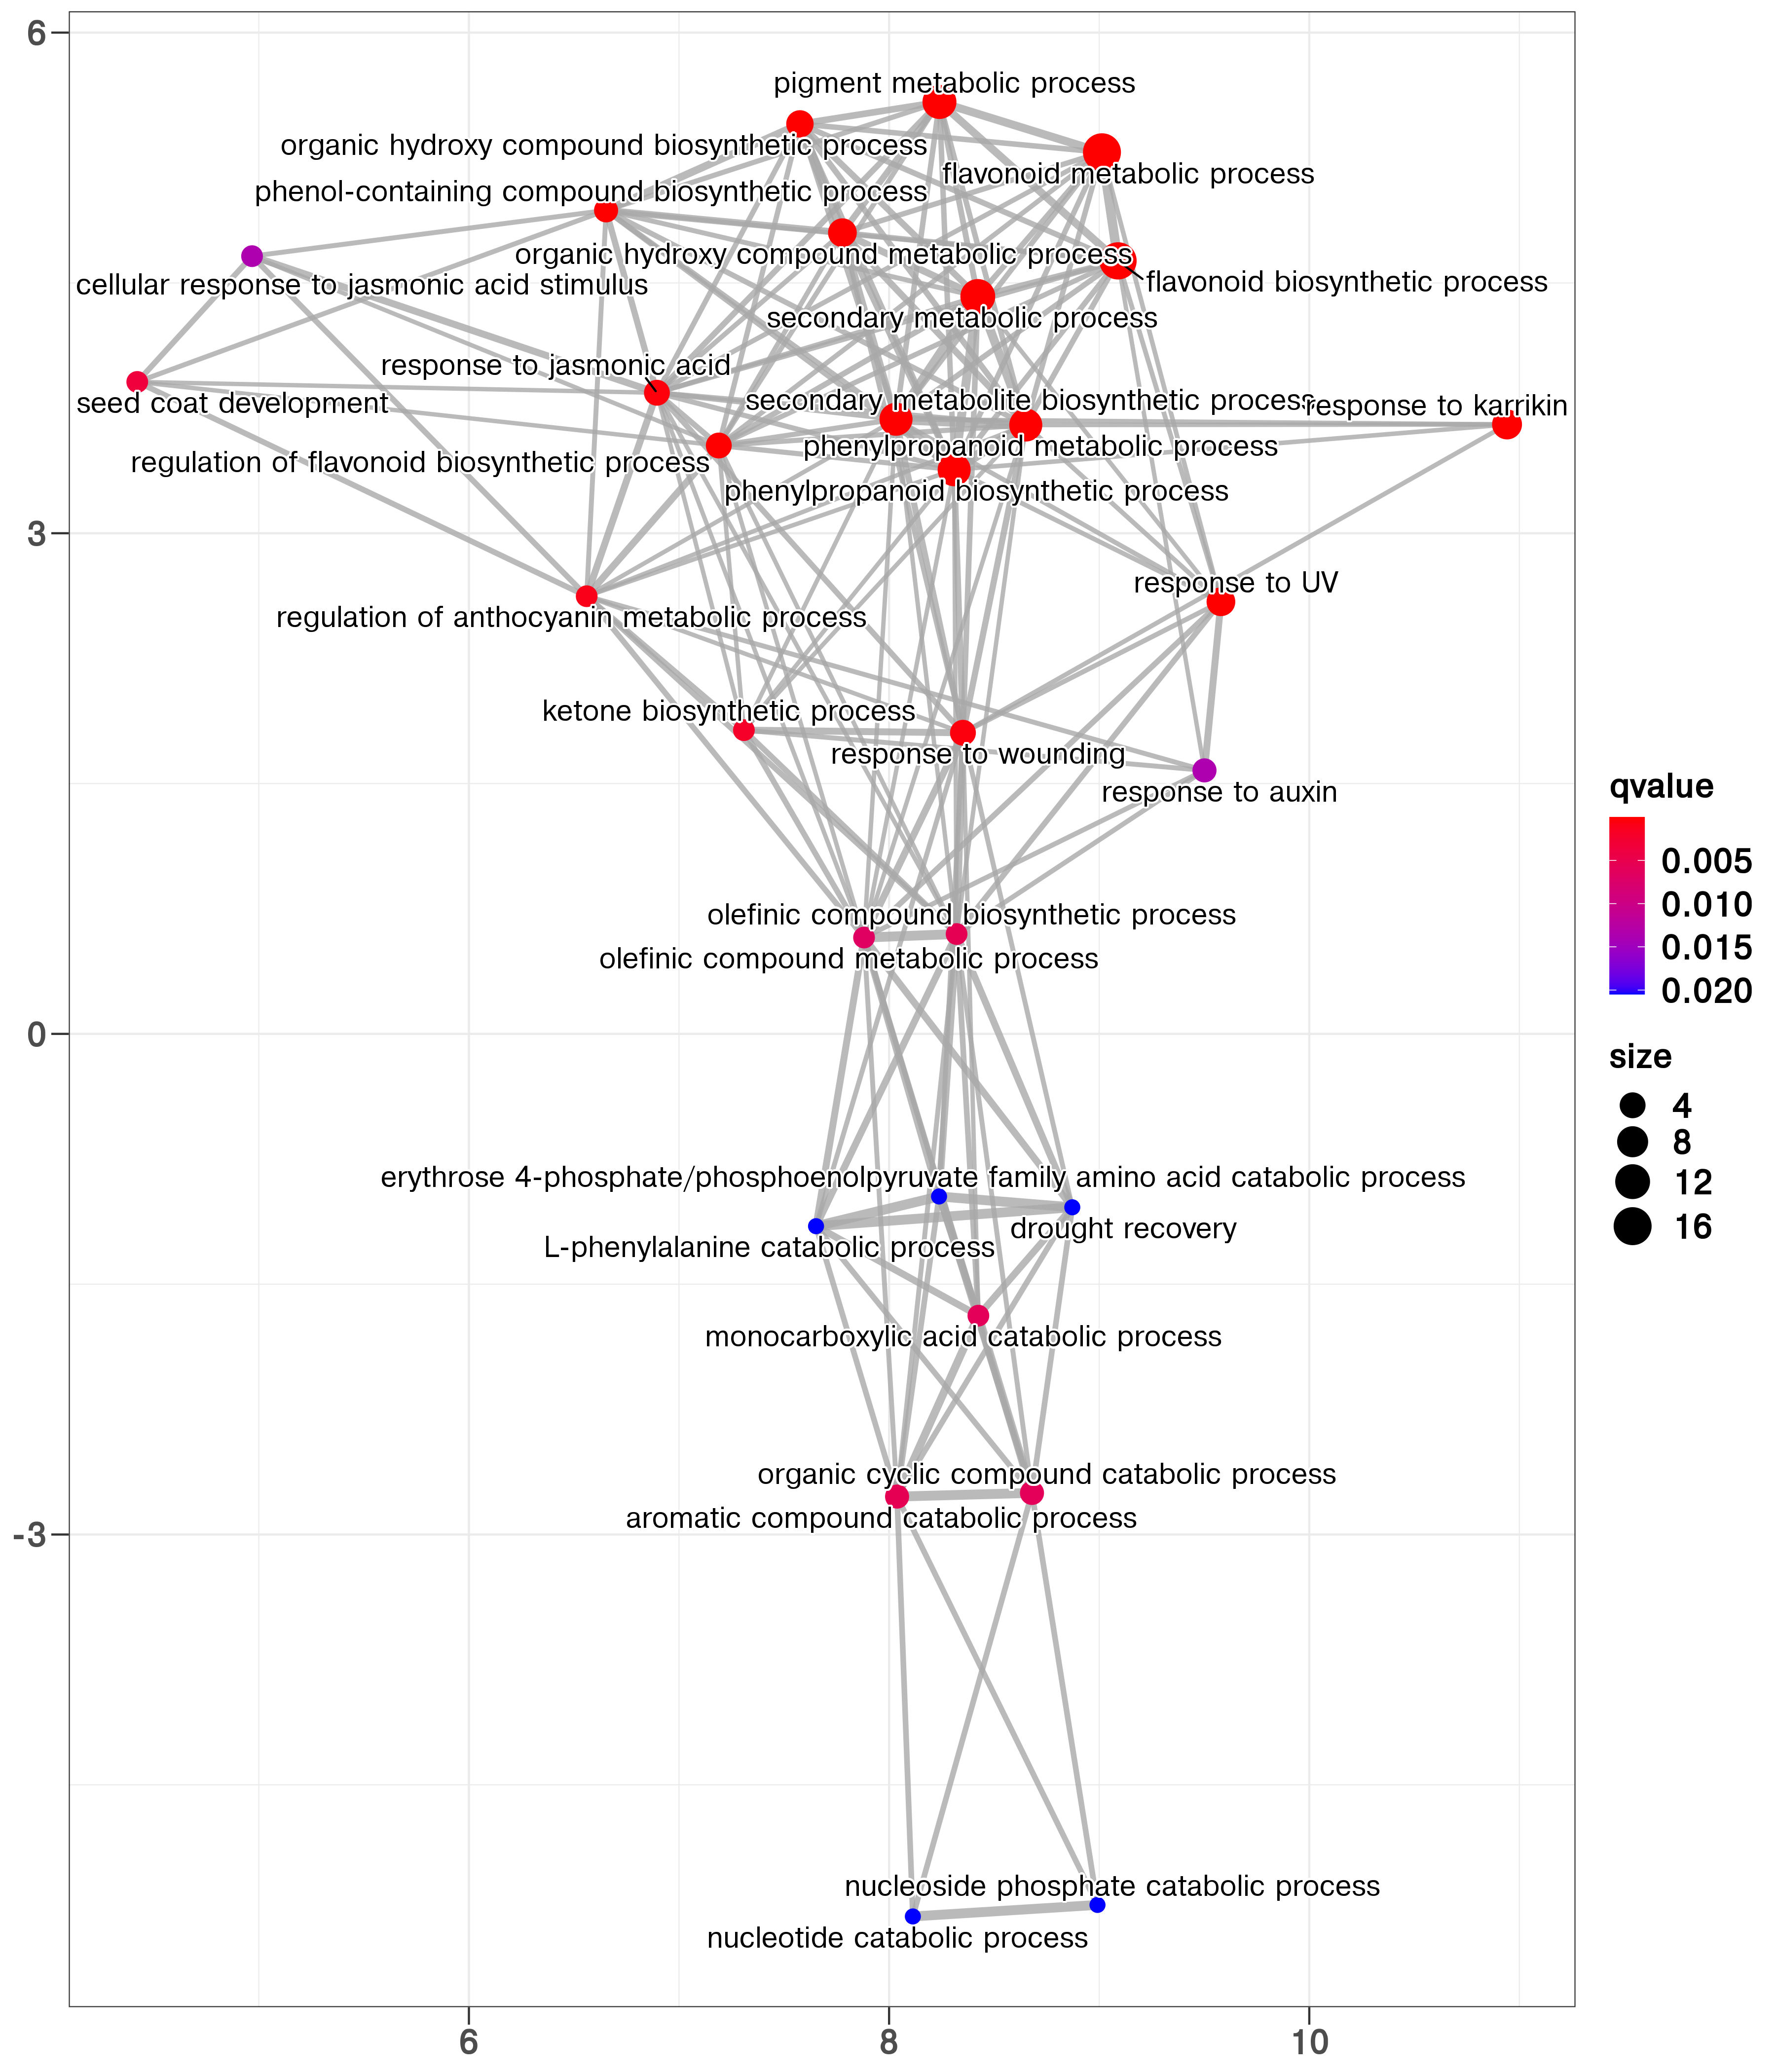 6
pigment metabolic process
organic hydroxy compound biosynthetic process
flavonoid metabolic process
phenol-containing compound biosynthetic process
organic hydroxy compound metabolic process
flavonoid biosynthetic process
cellular response to jasmonic acid stimulus
secondary metabolic process
response to jasmonic acid
seed coat development
secondary metabolite biosynthetic process
response to karrikin
phenylpropanoid metabolic process
regulation of flavonoid biosynthetic process
phenylpropanoid biosynthetic process
3
response to UV
regulation of anthocyanin metabolic process
ketone biosynthetic process
response to wounding
response to auxin
olefinic compound biosynthetic process
olefinic compound metabolic process
0
erythrose 4-phosphate/phosphoenolpyruvate family amino acid catabolic process
drought recovery
L-phenylalanine catabolic process
monocarboxylic acid catabolic process
organic cyclic compound catabolic process
aromatic compound catabolic process
-3
nucleoside phosphate catabolic process
nucleotide catabolic process
6
8
10
qvalue
0.005
0.010
0.015
0.020
size
4
8
12
16